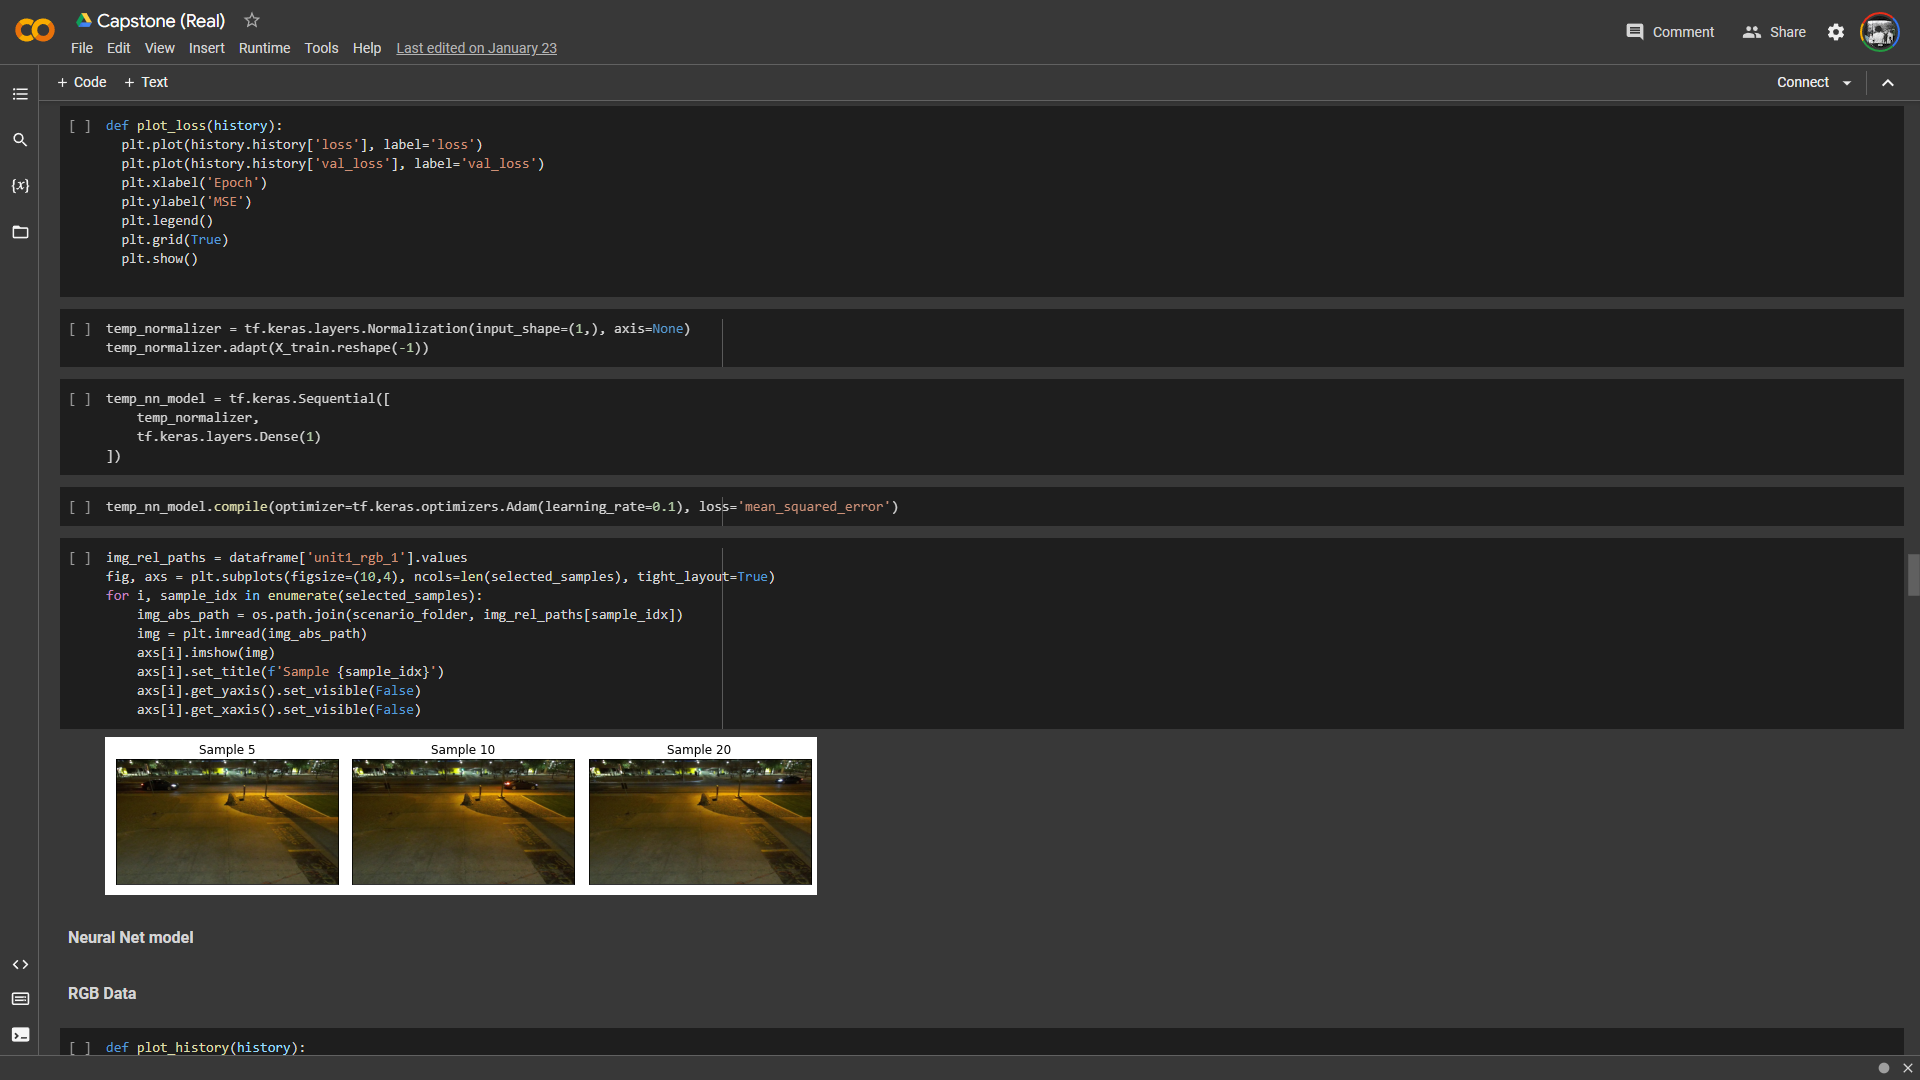 Capstone (Real)
File Edit View Insert Runtime Tools Help Last edited on January 23
Comment Share
+ Code + Text
Connect
[ ] def plot_loss(history):
  plt.plot(history.history['loss'], label='loss')
  plt.plot(history.history['val_loss'], label='val_loss')
  plt.xlabel('Epoch')
  plt.ylabel('MSE')
  plt.legend()
  plt.grid(True)
  plt.show()
{x}
[ ] temp_normalizer = tf.keras.layers.Normalization(input_shape=(1,), axis=None)
temp_normalizer.adapt(X_train.reshape(-1))
[ ] temp_nn_model = tf.keras.Sequential([
    temp_normalizer,
    tf.keras.layers.Dense(1)
])
[ ] temp_nn_model.compile(optimizer=tf.keras.optimizers.Adam(learning_rate=0.1), loss='mean_squared_error')
[ ] img_rel_paths = dataframe['unit1_rgb_1'].values
fig, axs = plt.subplots(figsize=(10,4), ncols=len(selected_samples), tight_layout=True)
for i, sample_idx in enumerate(selected_samples):
    img_abs_path = os.path.join(scenario_folder, img_rel_paths[sample_idx])
    img = plt.imread(img_abs_path)
    axs[i].imshow(img)
    axs[i].set_title(f'Sample {sample_idx}')
    axs[i].get_yaxis().set_visible(False)
    axs[i].get_xaxis().set_visible(False)
Sample 5 Sample 10 Sample 20
Neural Net model
RGB Data
[ ] def plot_history(history):